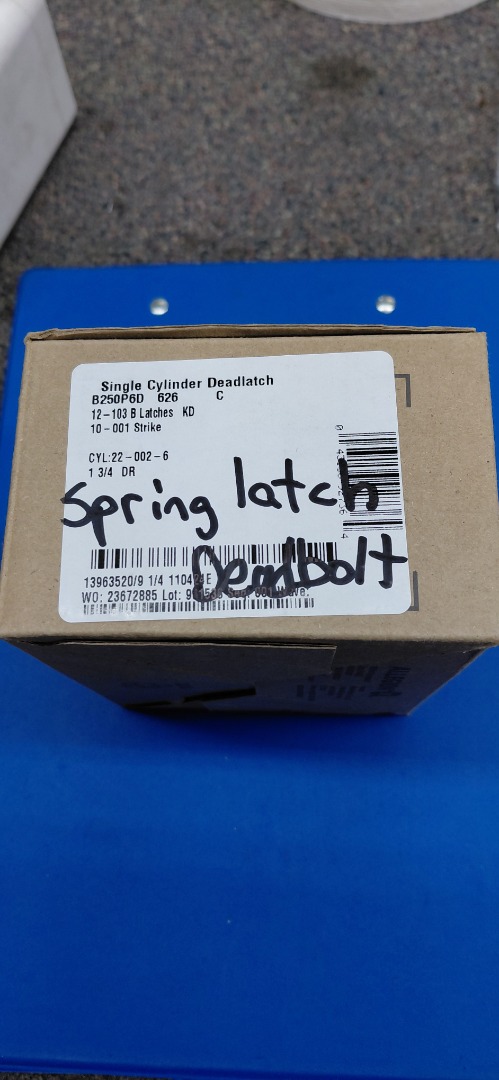 Single Cylinder Deadlatch
B250P6D 626 C
12-103 B Latches KD
10-001 Strike
CYL:22-002-6
1 3/4 DR
Spring latch
Deadbolt
13963520/9 1/4
WO: 23672885 Lot: